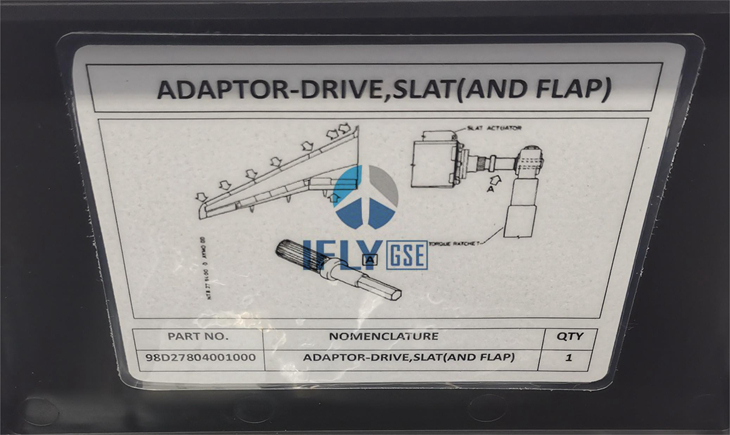 ADAPTOR-DRIVE,SLAT(AND FLAP)
SLAT ACTUATOR
A
TORQUE RATCHET
A
IFLY GSE
PART NO. NOMENCLATURE QTY
98D27804001000 ADAPTOR-DRIVE,SLAT(AND FLAP) 1